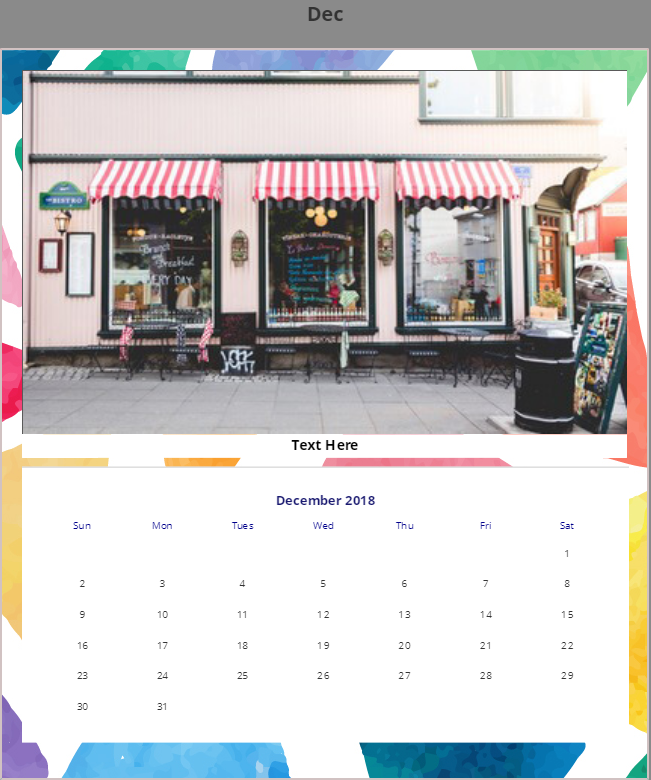 Dec
BISTRO
Brunch
and
Breakfast
EVERY DAY
Text Here
December 2018
Sun Mon Tues Wed Thu Fri Sat
1
2 3 4 5 6 7 8
9 10 11 12 13 14 15
16 17 18 19 20 21 22
23 24 25 26 27 28 29
30 31